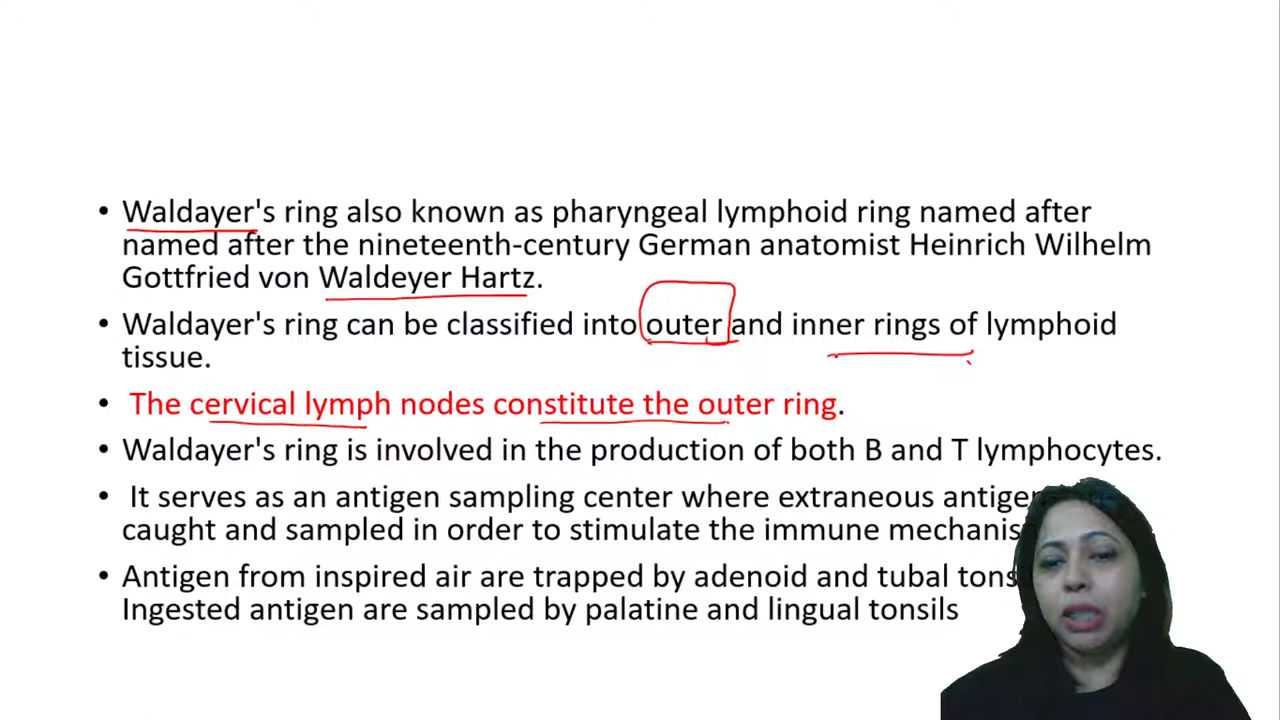 • Waldayer's ring also known as pharyngeal lymphoid ring named after
named after the nineteenth-century German anatomist Heinrich Wilhelm
Gottfried von Waldeyer Hartz.
• Waldayer's ring can be classified into outer and inner rings of lymphoid
tissue.
• The cervical lymph nodes constitute the outer ring.
• Waldayer's ring is involved in the production of both B and T lymphocytes.
• It serves as an antigen sampling center where extraneous
caught and sampled in order to stimulate the immune
• Antigen from inspired air are trapped by adenoid and tubal
Ingested antigen are sampled by palatine and lingual tonsils